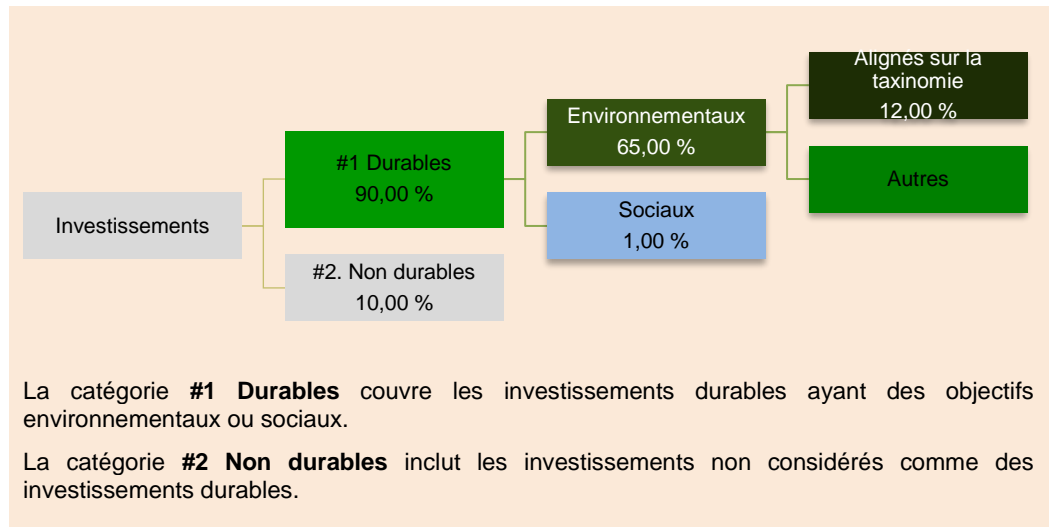 Alignés sur la
taxinomie
12,00 %
Environnementaux
65,00 %
#1 Durables
90,00 %
Autres
Sociaux
1,00 %
Investissements
#2. Non durables
10,00 %
La catégorie #1 Durables couvre les investissements durables ayant des objectifs
environnementaux ou sociaux.
La catégorie #2 Non durables inclut les investissements non considérés comme des
investissements durables.